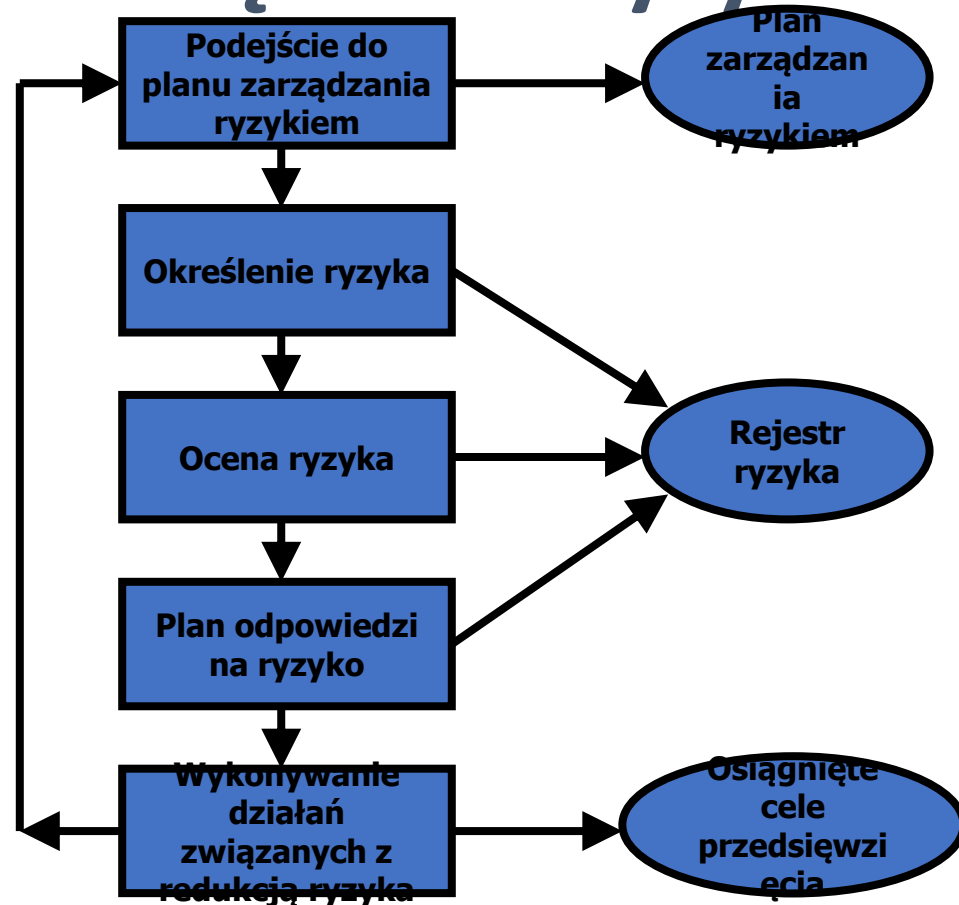 Podejście do
planu zarządzania
ryzykiem
Plan
zarządzan
ia
ryzykiem
Określenie ryzyka
Ocena ryzyka
Rejestr
ryzyka
Plan odpowiedzi
na ryzyko
Wykonywanie
działań
związanych z
redukcją ryzyka
Osiągnięte
cele
przedsięwzi
ęcia